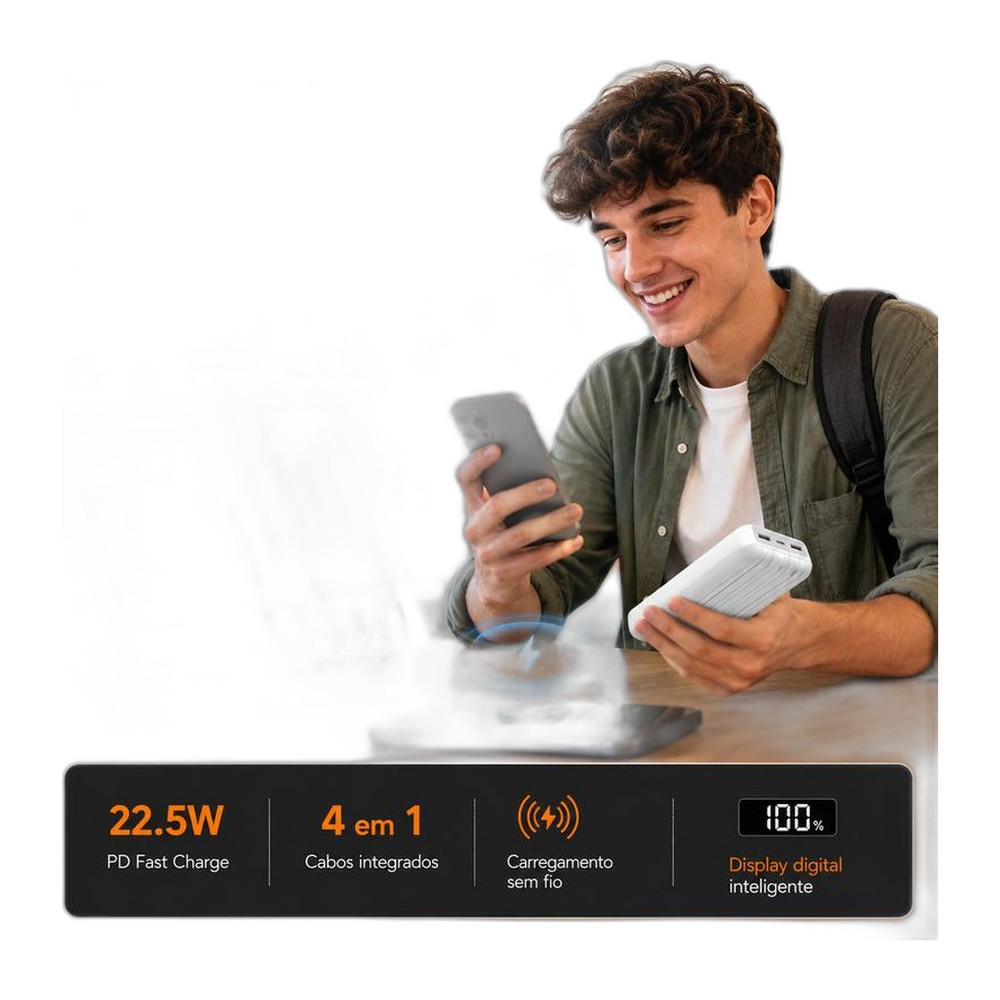 22.5W
PD Fast Charge
4 em 1
Cabos integrados
Carregamento
sem fio
100%
Display digital
inteligente